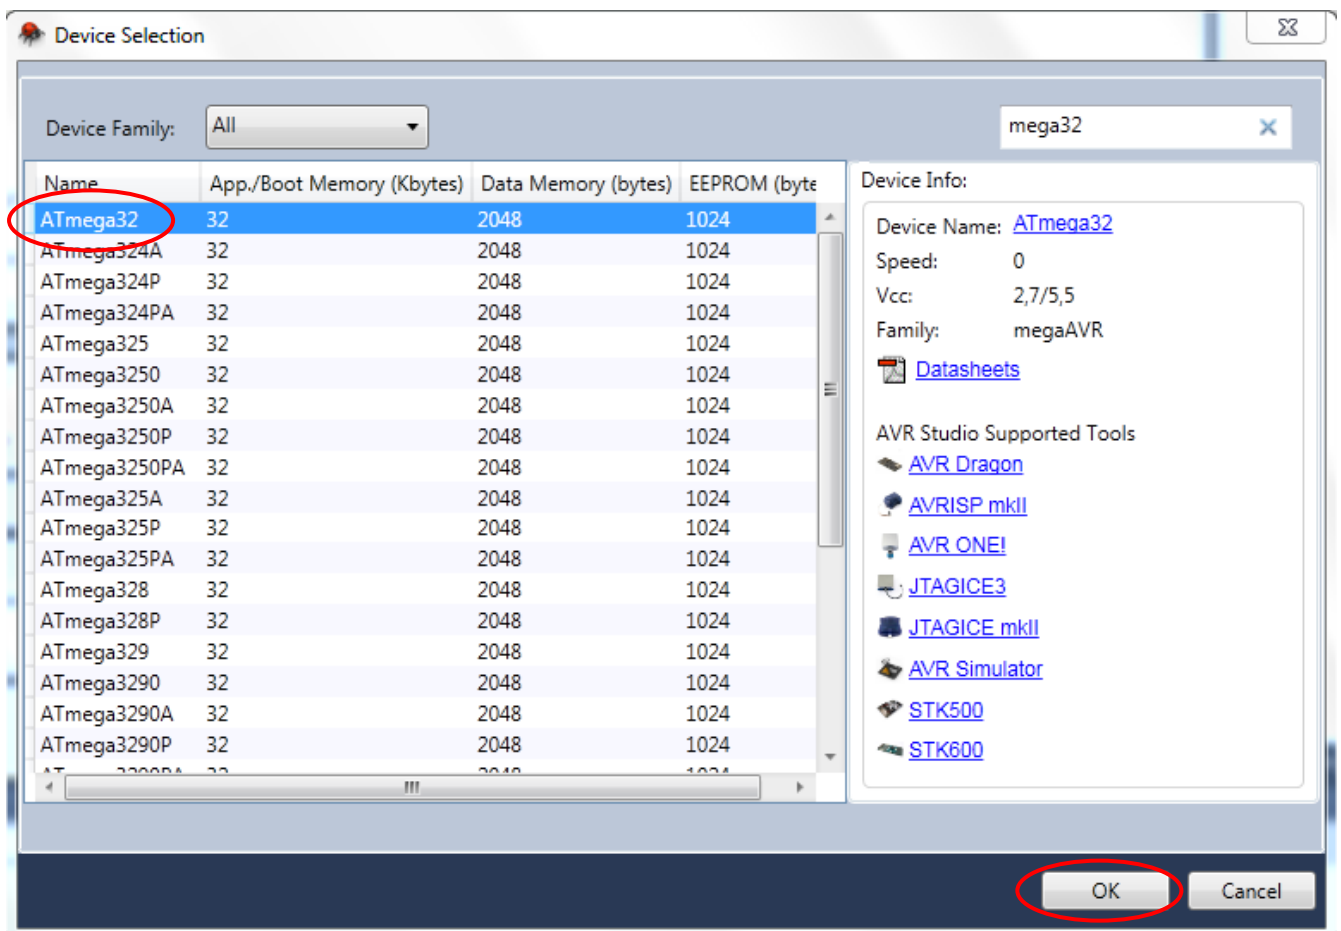 Device Selection
Device Family: All mega32
Name App./Boot Memory (Kbytes) Data Memory (bytes) EEPROM (byte
ATmega32 32 2048 1024
ATmega324A 32 2048 1024
ATmega324P 32 2048 1024
ATmega324PA 32 2048 1024
ATmega325 32 2048 1024
ATmega3250 32 2048 1024
ATmega3250A 32 2048 1024
ATmega3250P 32 2048 1024
ATmega3250PA 32 2048 1024
ATmega325A 32 2048 1024
ATmega325P 32 2048 1024
ATmega325PA 32 2048 1024
ATmega328 32 2048 1024
ATmega328P 32 2048 1024
ATmega329 32 2048 1024
ATmega3290 32 2048 1024
ATmega3290A 32 2048 1024
ATmega3290P 32 2048 1024
Device Info:
Device Name: ATmega32
Speed: 0
Vcc: 2,7/5,5
Family: megaAVR
Datasheets
AVR Studio Supported Tools
AVR Dragon
AVRISP mkII
AVR ONE!
JTAGICE3
JTAGICE mkII
AVR Simulator
STK500
STK600
OK Cancel